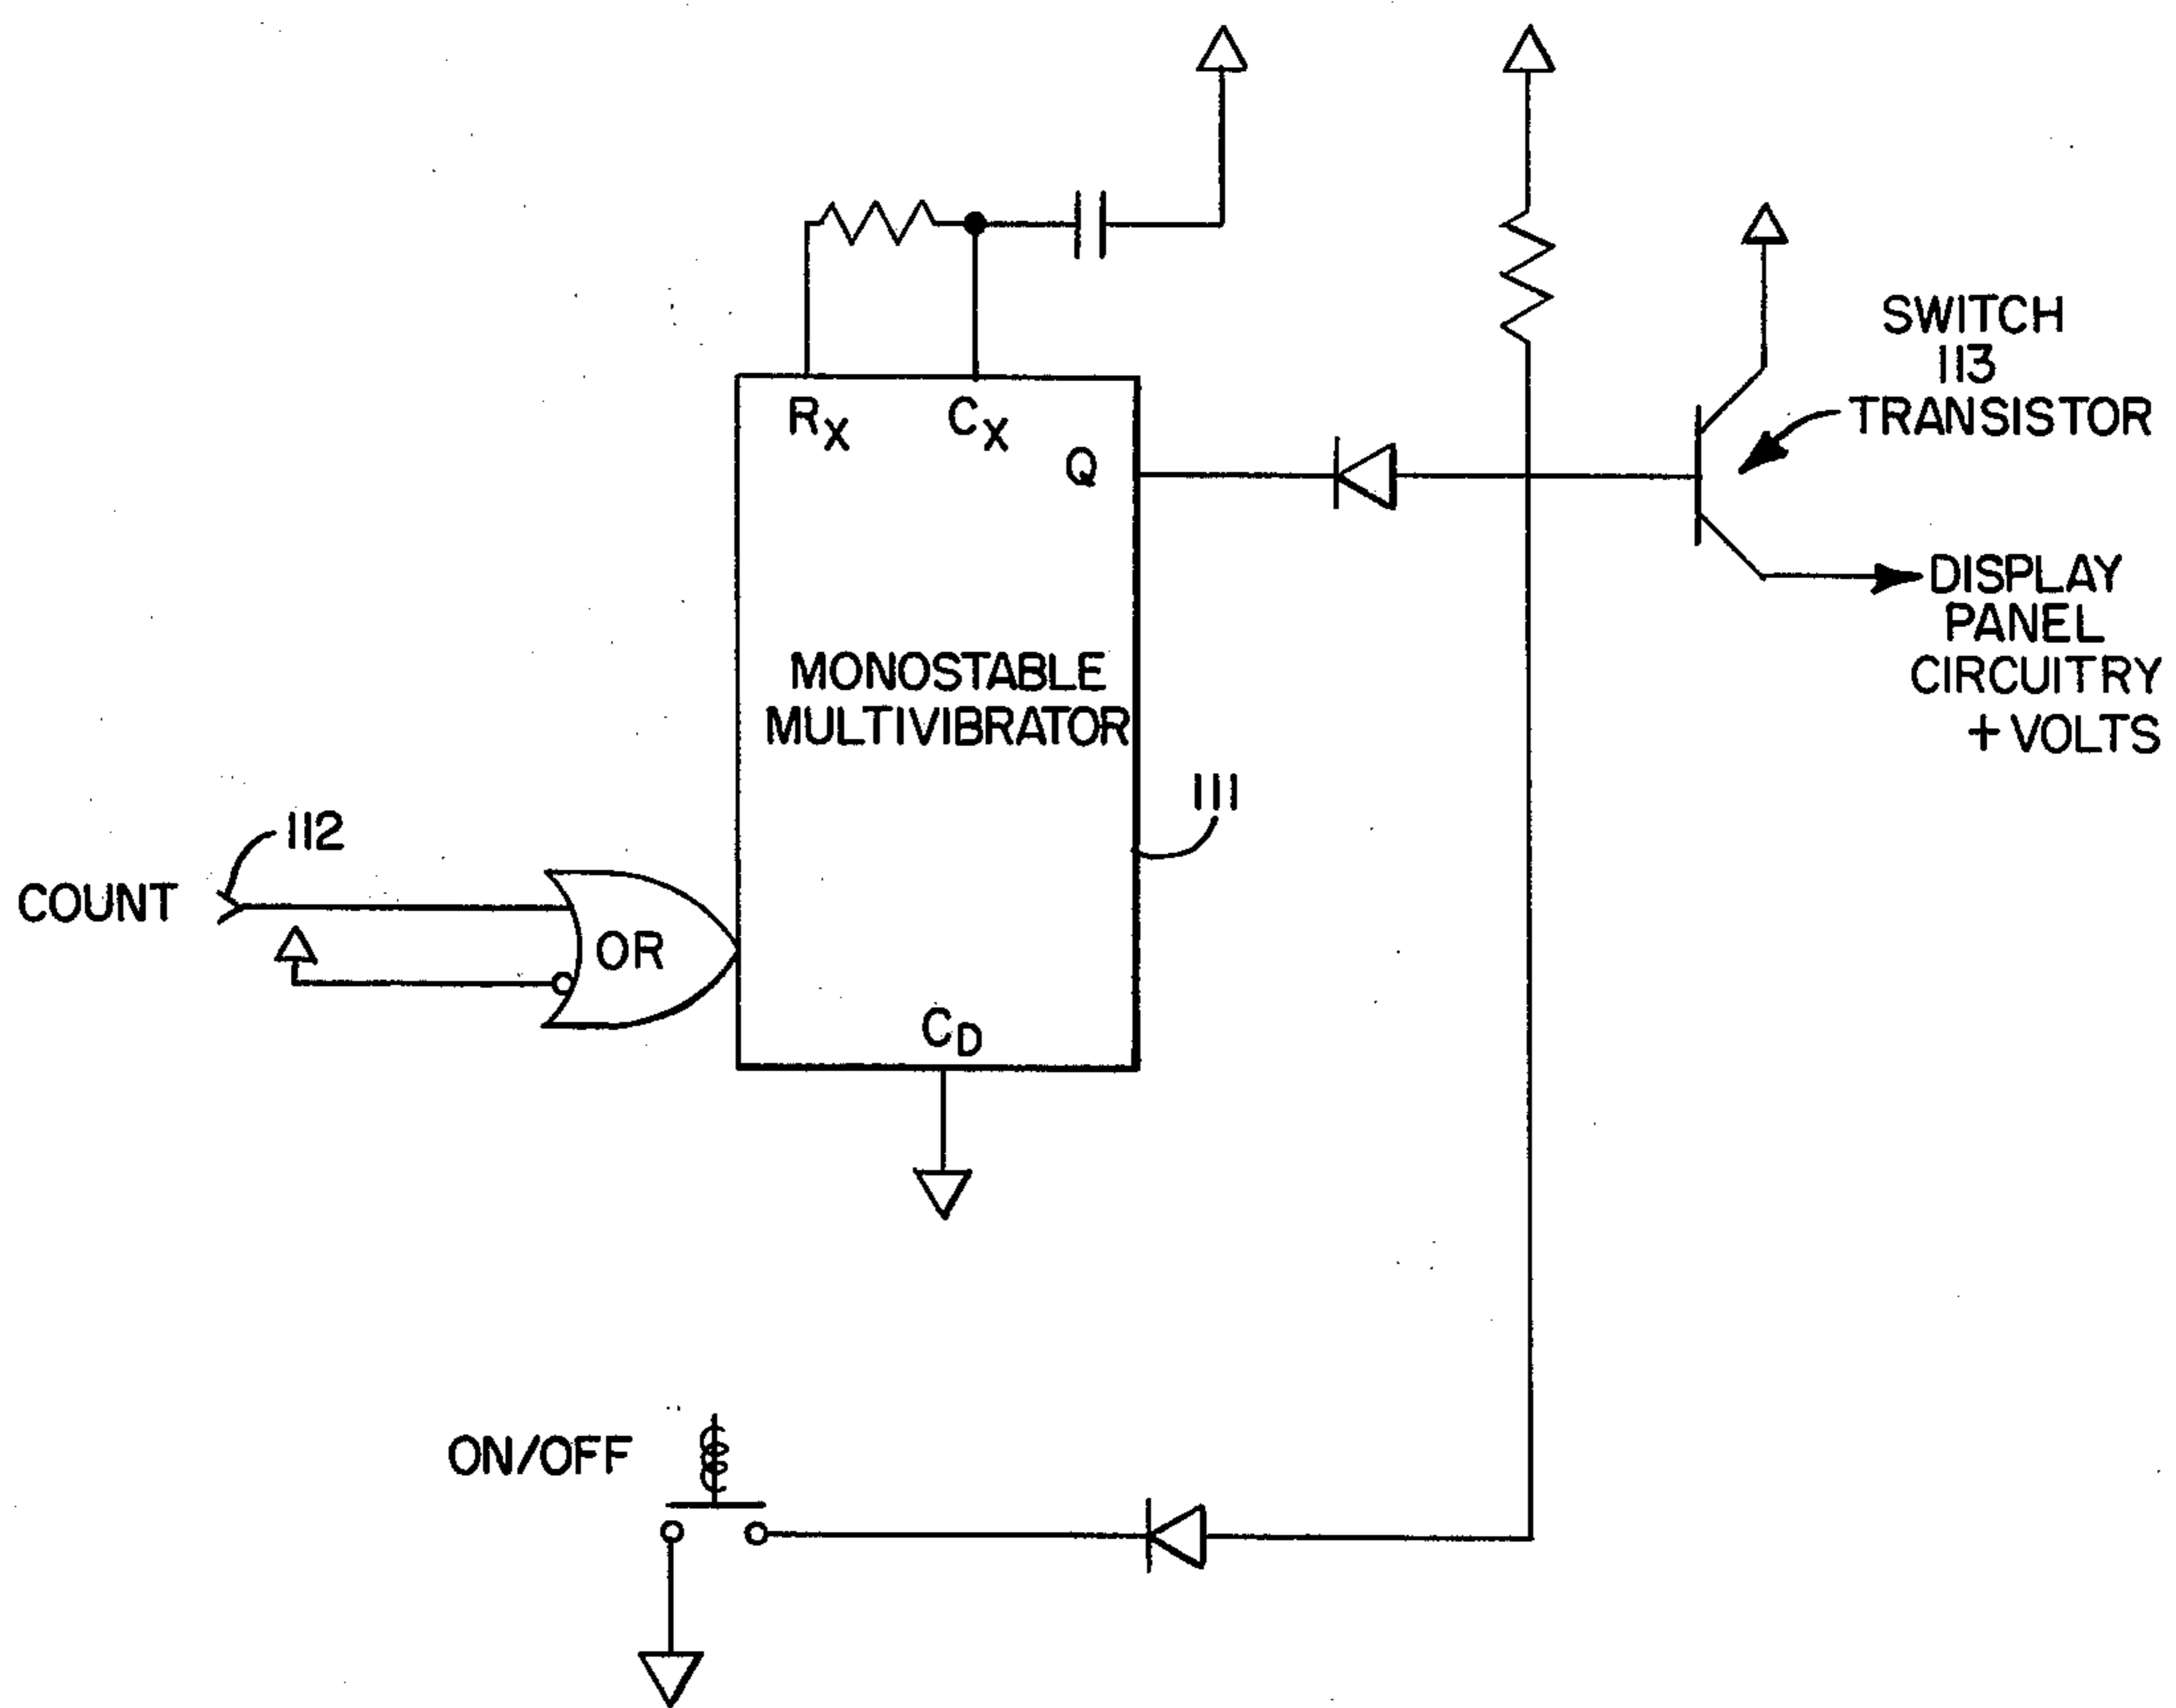 SWITCH
113
TRANSISTOR
RX
CX
Q
DISPLAY
PANEL
CIRCUITRY
+ VOLTS
MONOSTABLE
MULTIVIBRATOR
111
112
COUNT
OR
CD
ON/OFF